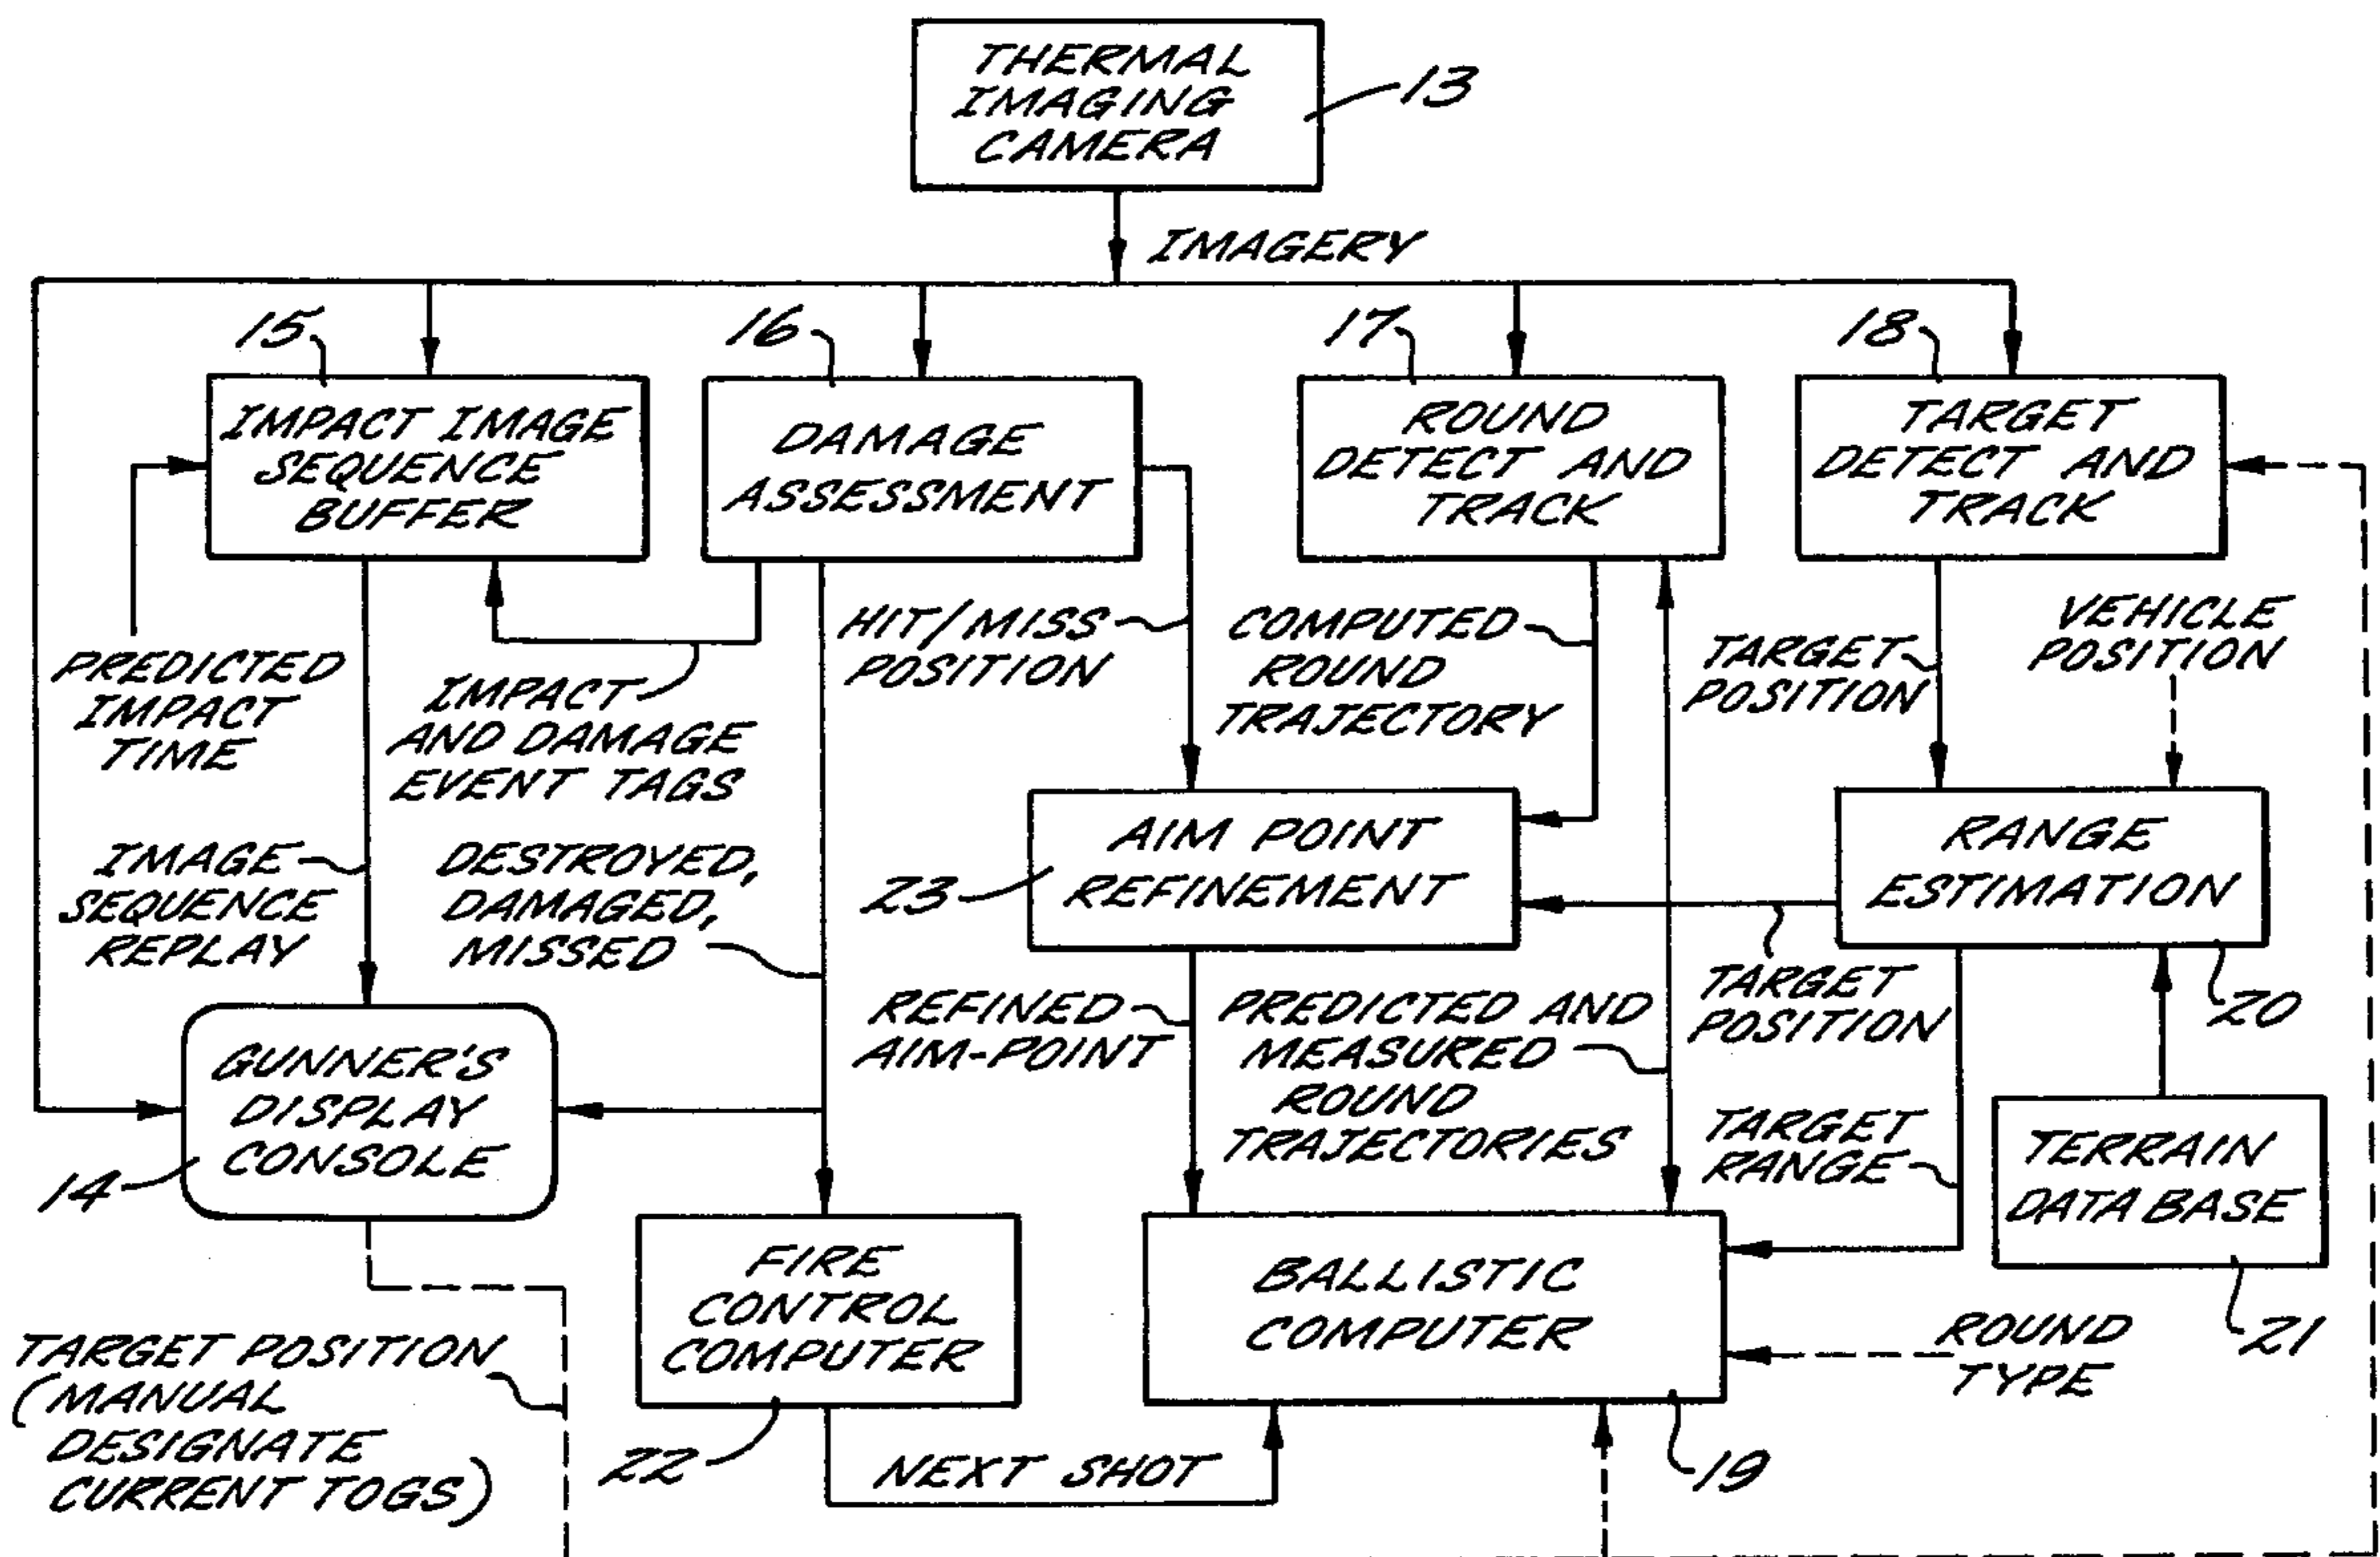 THERMAL
IMAGING
CAMERA
13
IMAGERY
15
16
17
18
IMPACT IMAGE
SEQUENCE
BUFFER
DAMAGE
ASSESSMENT
ROUND
DETECT AND
TRACK
TARGET
DETECT AND
TRACK
PREDICTED
IMPACT
TIME
IMPACT
AND DAMAGE
EVENT TAGS
HIT/MISS
POSITION
COMPUTED
ROUND
TRAJECTORY
TARGET
POSITION
VEHICLE
POSITION
IMAGE
SEQUENCE
REPLAY
DESTROYED,
DAMAGED,
MISSED
23
AIM POINT
REFINEMENT
RANGE
ESTIMATION
20
REFINED
AIM-POINT
PREDICTED AND
MEASURED
ROUND
TRAJECTORIES
TARGET
POSITION
TARGET
RANGE
GUNNER'S
DISPLAY
CONSOLE
14
TERRAIN
DATA BASE
21
FIRE
CONTROL
COMPUTER
22
BALLISTIC
COMPUTER
19
ROUND
TYPE
TARGET POSITION
(MANUAL
DESIGNATE
CURRENT TOGS)
NEXT SHOT